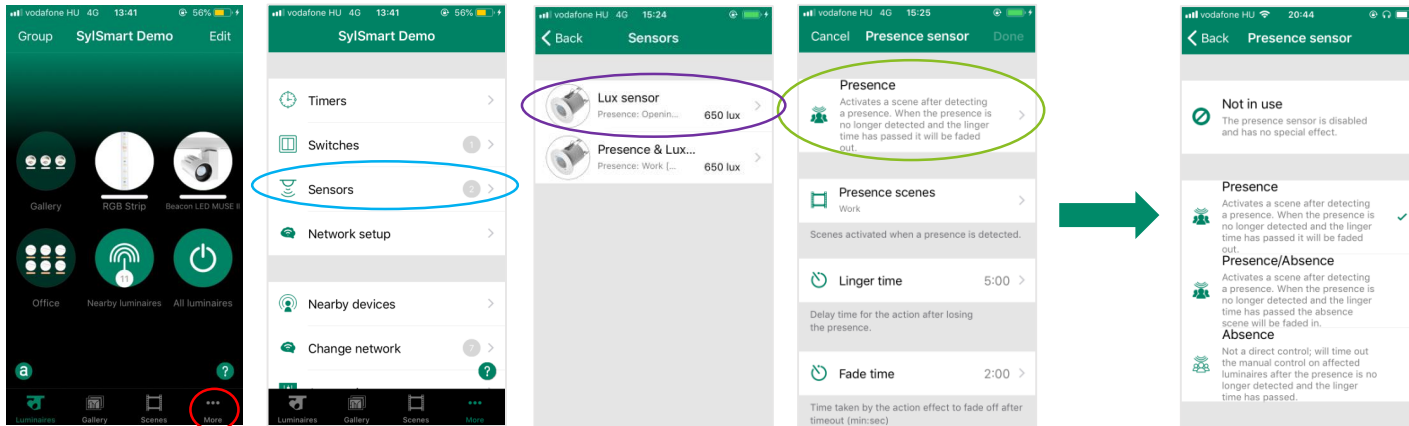 vodafone HU 4G 13:41 56%
Group SylSmart Demo Edit
Gallery RGB Strip Beacon LED MUSE II
11
Office Nearby luminaires All luminaires
a ?
Luminaires Gallery Scenes More
vodafone HU 4G 13:41 56%
SylSmart Demo
Timers
Switches 1
Sensors 2
Network setup
Nearby devices
Change network ?
?
Luminaires Gallery Scenes More
vodafone HU 4G 15:24
Back Sensors
Lux sensor
Presence: Openin... 650 lux
Presence & Lux...
Presence: Work (... 650 lux
vodafone HU 4G 15:25
Cancel Presence sensor Done
Presence
Activates a scene after detecting
a presence. When the presence is
no longer detected and the linger
time has passed it will be faded
out.
Presence scenes
Work
Scenes activated when a presence is detected.
Linger time 5:00
Delay time for the action after losing
the presence.
Fade time 2:00
Time taken by the action effect to fade off after
timeout (min:sec)
vodafone HU 20:44
Back Presence sensor
Not in use
The presence sensor is disabled
and has no special effect.
Presence
Activates a scene after detecting
a presence. When the presence is
no longer detected and the linger
time has passed it will be faded
out.
Presence/Absence
Activates a scene after detecting
a presence. When the presence is
no longer detected and the linger
time has passed the absence
scene will be faded in.
Absence
Not a direct control; will time out
the manual control on affected
luminaires after the presence is no
longer detected and the linger
time has passed.